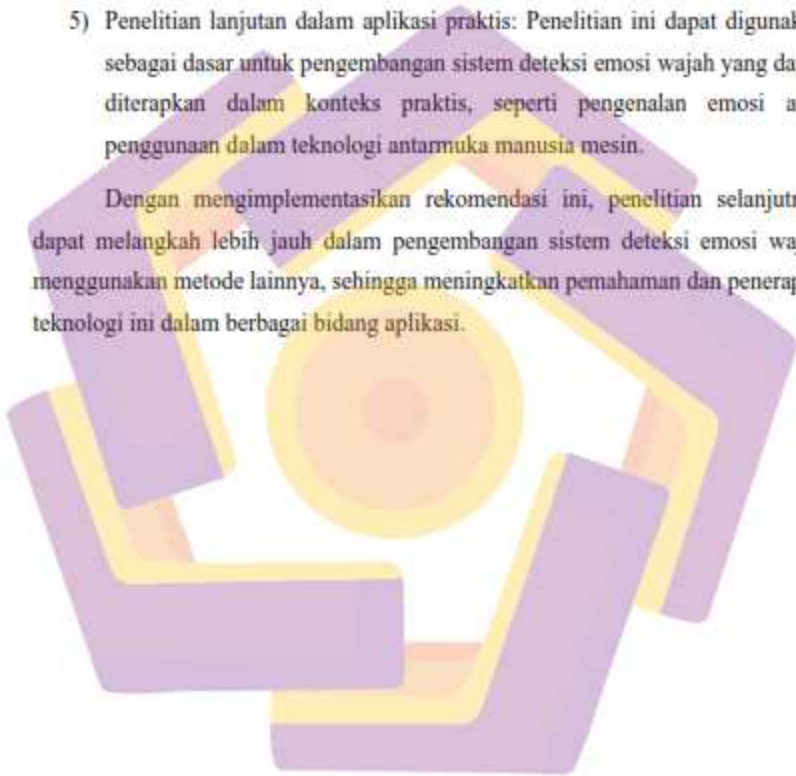 5) Penelitian lanjutan dalam aplikasi praktis: Penelitian ini dapat digunak
sebagai dasar untuk pengembangan sistem deteksi emosi wajah yang da
diterapkan dalam konteks praktis, seperti pengenalan emosi a
penggunaan dalam teknologi antarmuka manusia mesin.
Dengan mengimplementasikan rekomendasi ini, penelitian selanjutn
dapat melangkah lebih jauh dalam pengembangan sistem deteksi emosi waj
menggunakan metode lainnya, sehingga meningkatkan pemahaman dan penerap
teknologi ini dalam berbagai bidang aplikasi.